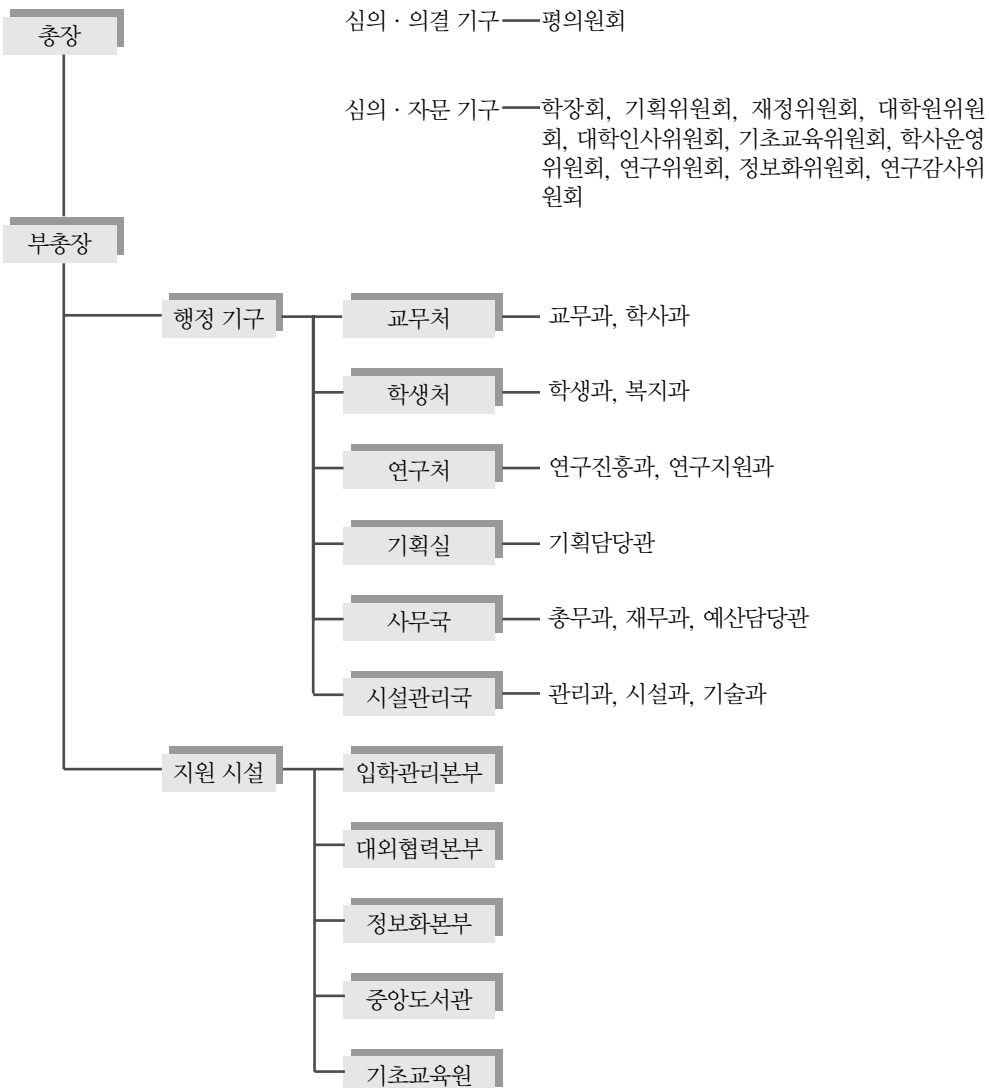 총장
심의 · 의결 기구 평의원회
심의 · 자문 기구 학장회, 기획위원회, 재정위원회, 대학원위원
회, 대학인사위원회, 기초교육위원회, 학사운영
위원회, 연구위원회, 정보화위원회, 연구감사위
원회
부총장
행정 기구
교무처 교무과, 학사과
학생처 학생과, 복지과
연구처 연구진흥과, 연구지원과
기획실 기획담당관
사무국 총무과, 재무과, 예산담당관
시설관리국 관리과, 시설과, 기술과
지원 시설
입학관리본부
대외협력본부
정보화본부
중앙도서관
기초교육원